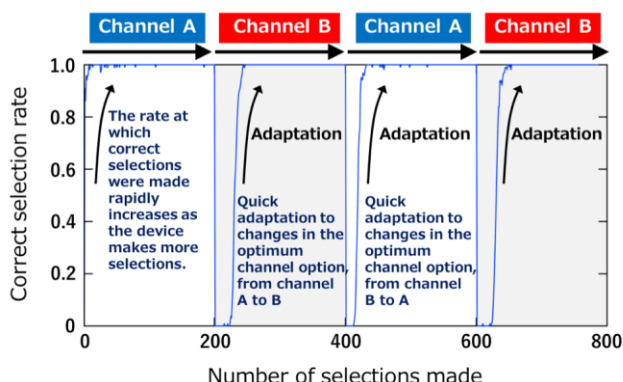 Channel A
Channel B
Channel A
Channel B
Correct selection rate
1.0
0.8
0.6
0.4
0.2
0
The rate at
which
correct
selections
were made
rapidly
increases as
the device
makes more
selections.
Adaptation
Quick
adaptation to
changes in the
optimum
channel option,
from channel
A to B
Adaptation
Quick
adaptation to
changes in the
optimum
channel option,
from channel
B to A
Adaptation
0
200
400
600
800
Number of selections made